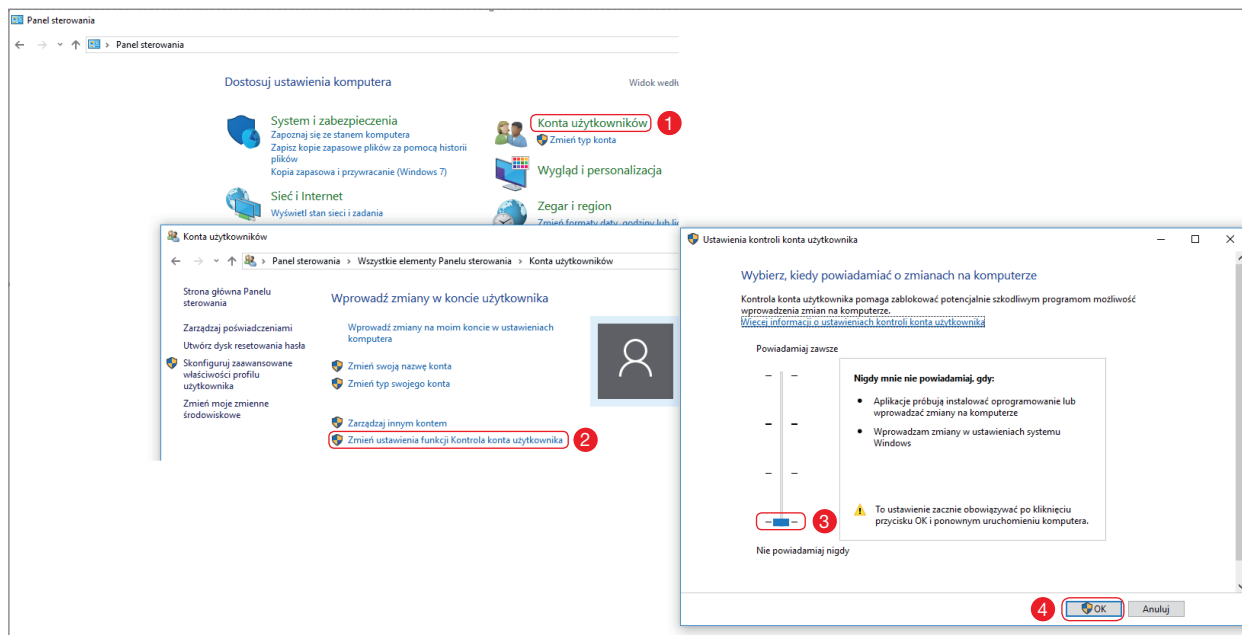 Panel sterowania
Panel sterowania
Dostosuj ustawienia komputera
Widok wedł
System i zabezpieczenia
Zapoznaj się ze stanem komputera
Zapisz kopie zapasowe plików za pomocą historii
plików
Kopia zapasowa i przywracanie (Windows 7)
Sieć i Internet
Wyświetl stan sieci i zadania
Konta użytkowników
1
Zmień typ konta
Wygląd i personalizacja
Zegar i region
Zmień formaty daty, godziny lub lic
Konta użytkowników
Panel sterowania > Wszystkie elementy Panelu sterowania > Konta użytkowników
Strona główna Panelu
sterowania
Zarządzaj poświadczeniami
Utwórz dysk resetowania hasła
Skonfiguruj zaawansowane
właściwości profilu
użytkownika
Zmień moje zmienne
środowiskowe
Wprowadź zmiany w koncie użytkownika
Wprowadź zmiany na moim koncie w ustawieniach
komputera
Zmień swoją nazwę konta
Zmień typ swojego konta
Zarządzaj innym kontem
Zmień ustawienia funkcji Kontrola konta użytkownika
2
Ustawienia kontroli konta użytkownika
Wybierz, kiedy powiadamiać o zmianach na komputerze
Kontrola konta użytkownika pomaga zablokować potencjalnie szkodliwym programom możliwość
wprowadzenia zmian na komputerze.
Więcej informacji o ustawieniach kontroli konta użytkownika
Powiadamiaj zawsze
Nigdy mnie nie powiadamiaj, gdy:
• Aplikacje próbują instalować oprogramowanie lub
wprowadzać zmiany na komputerze
• Wprowadzam zmiany w ustawieniach systemu
Windows
3
To ustawienie zacznie obowiązywać po kliknięciu
przycisku OK i ponownym uruchomieniu komputera.
Nie powiadamiaj nigdy
4
OK
Anuluj